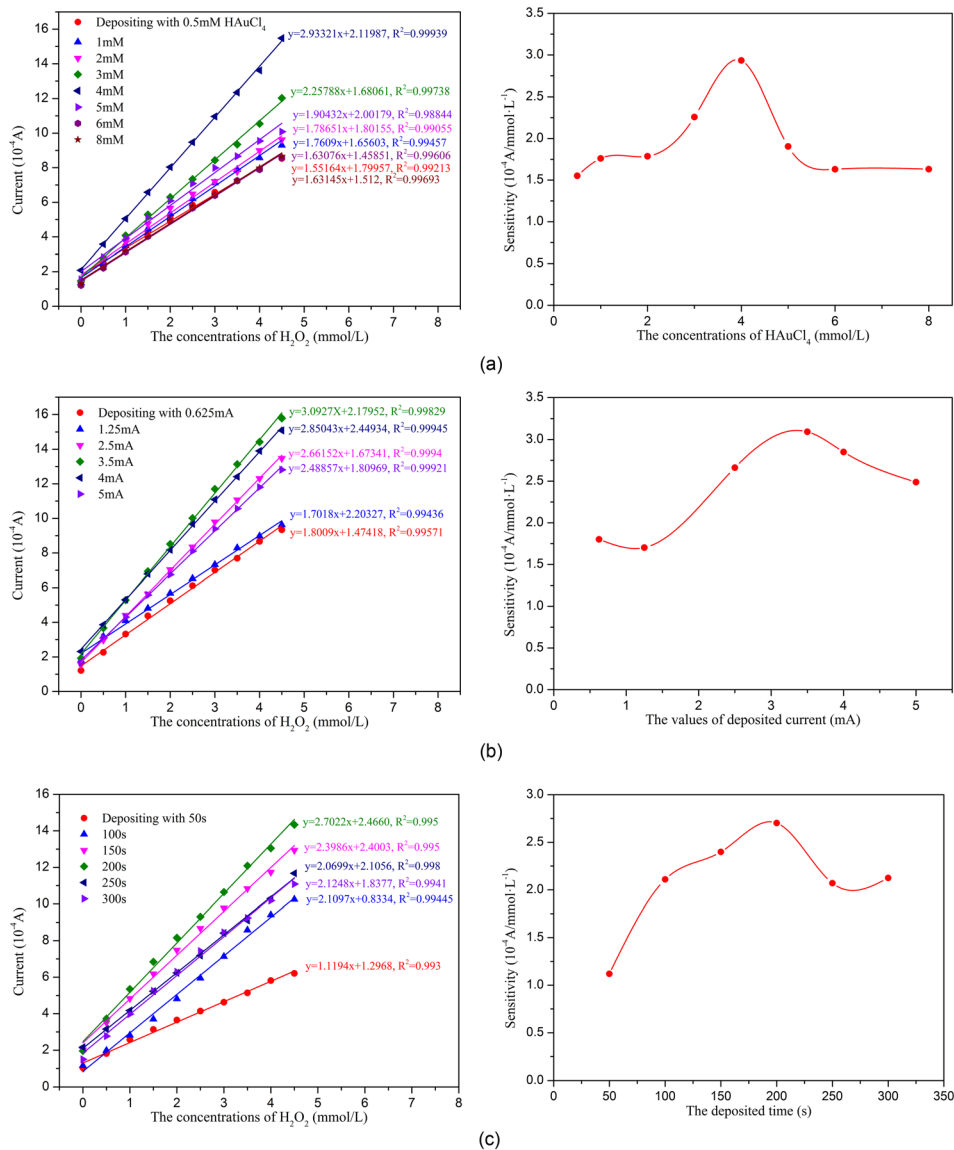 Depositing with 0.5mM HAuCl₄
1mM
2mM
3mM
4mM
5mM
6mM
8mM
y=2.93321x+2.11987, R²=0.99939
y=2.25788x+1.68061, R²=0.99738
y=1.90432x+2.00179, R²=0.98844
y=1.78651x+1.80155, R²=0.99055
y=1.7609x+1.65603, R²=0.99457
y=1.63076x+1.45851, R²=0.99606
y=1.55164x+1.79957, R²=0.99213
y=1.63145x+1.512, R²=0.99693
Current (10⁻⁴A)
16
14
12
10
8
6
4
2
0
0 1 2 3 4 5 6 7 8
The concentrations of H₂O₂ (mmol/L)
Sensitivity (10⁻⁴A/mmol·L⁻¹)
3.5
3.0
2.5
2.0
1.5
1.0
0.5
0.0
0 2 4 6 8
The concentrations of HAuCl₄ (mmol/L)
(a)
Depositing with 0.625mA
1.25mA
2.5mA
3.5mA
4mA
5mA
y=3.0927X+2.17952, R²=0.99829
y=2.85043x+2.44934, R²=0.99945
y=2.66152x+1.67341, R²=0.9994
y=2.48857x+1.80969, R²=0.99921
y=1.7018x+2.20327, R²=0.99436
y=1.8009x+1.47418, R²=0.99571
Current (10⁻⁴A)
16
14
12
10
8
6
4
2
0
0 1 2 3 4 5 6 7 8
The concentrations of H₂O₂ (mmol/L)
Sensitivity (10⁻⁴A/mmol·L⁻¹)
3.5
3.0
2.5
2.0
1.5
1.0
0.5
0.0
0 1 2 3 4 5
The values of deposited current (mA)
(b)
Depositing with 50s
100s
150s
200s
250s
300s
y=2.7022x+2.4660, R²=0.995
y=2.3986x+2.4003, R²=0.995
y=2.0699x+2.1056, R²=0.998
y=2.1248x+1.8377, R²=0.9941
y=2.1097x+0.8334, R²=0.99445
y=1.1194x+1.2968, R²=0.993
Current (10⁻⁴A)
16
14
12
10
8
6
4
2
0
0 1 2 3 4 5 6 7 8
The concentrations of H₂O₂ (mmol/L)
Sensitivity (10⁻⁴A/mmol·L⁻¹)
3.0
2.5
2.0
1.5
1.0
0.5
0.0
0 50 100 150 200 250 300 350
The deposited time (s)
(c)